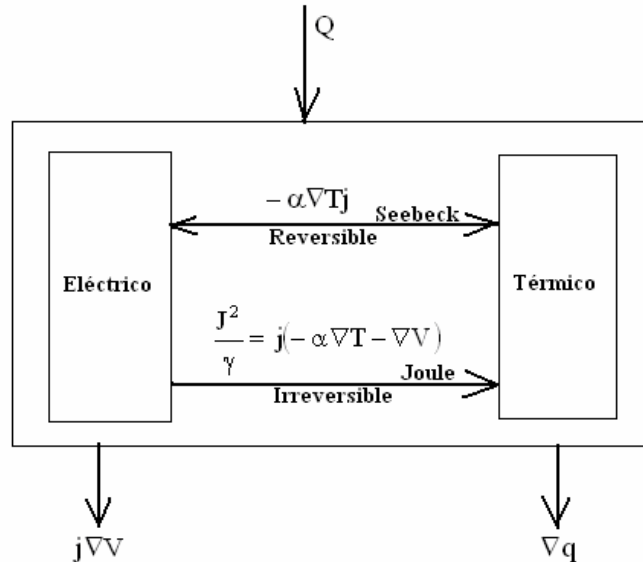 Q
− α∇Tj
Seebeck
Reversible
Eléctrico
Térmico
J²/γ = j(− α∇T − ∇V)
Joule
Irreversible
j∇V
∇q